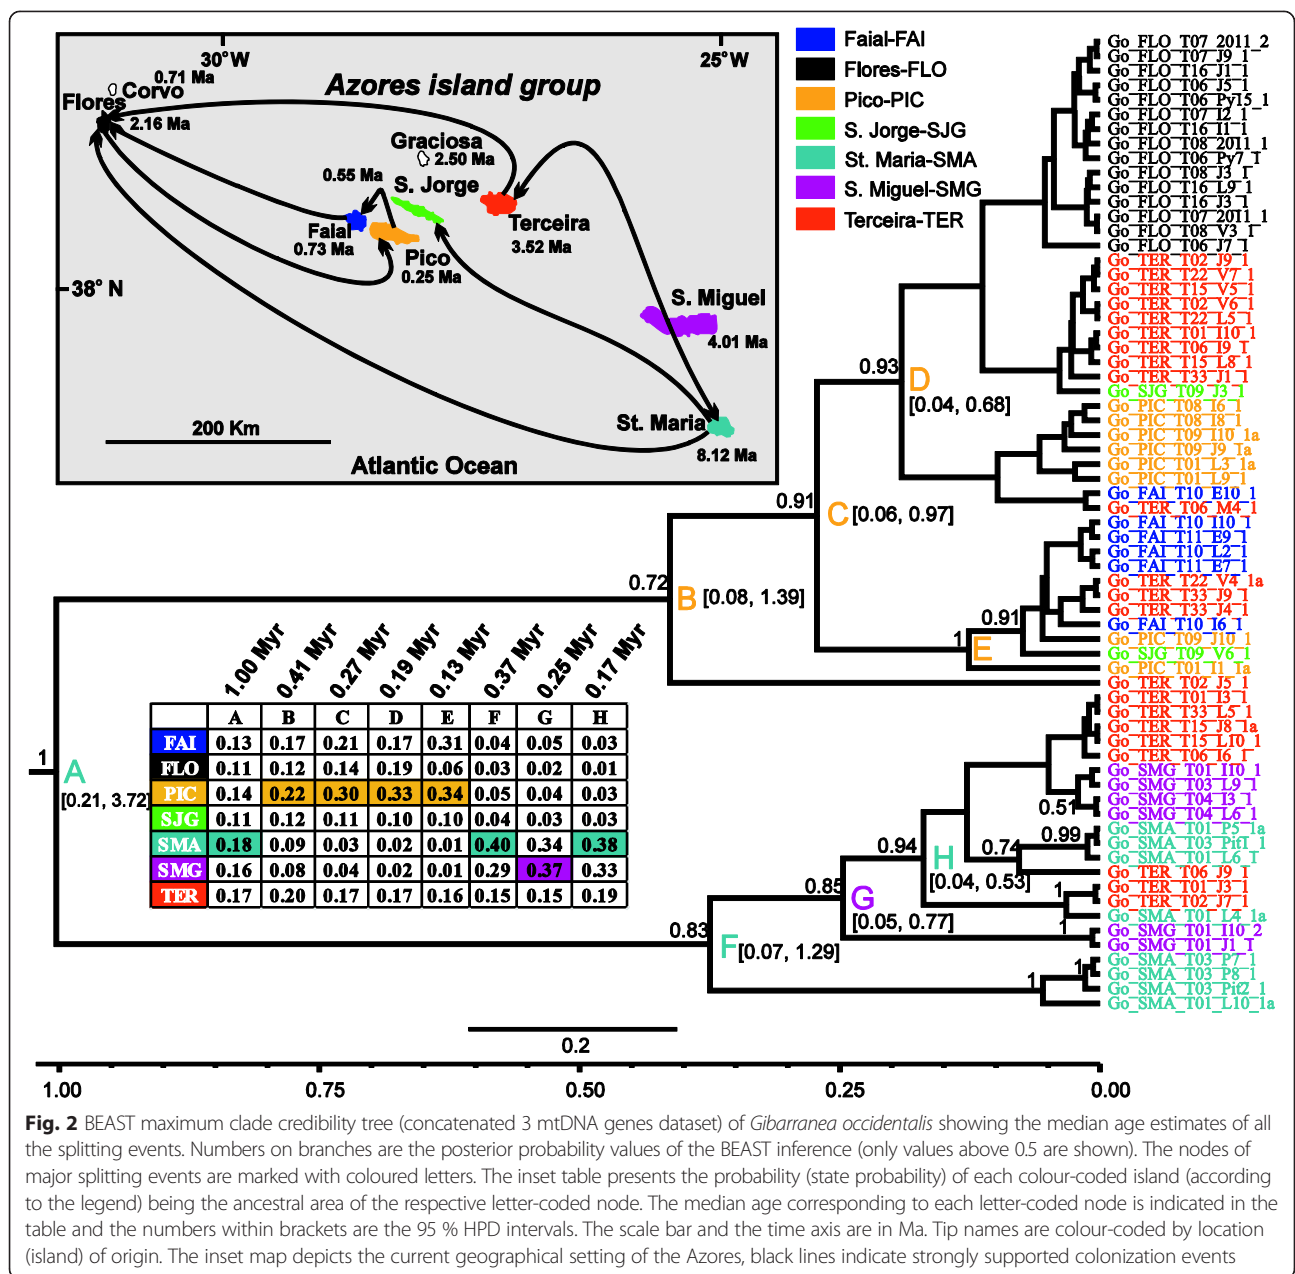 30°W
25°W
Azores island group
0.71 Ma
Corvo
Flores
2.16 Ma
Graciosa
2.50 Ma
0.55 Ma
S. Jorge
Faial
0.73 Ma
Pico
0.25 Ma
Terceira
3.52 Ma
38° N
S. Miguel
4.01 Ma
St. Maria
8.12 Ma
200 Km
Atlantic Ocean
Faial-FAI
Flores-FLO
Pico-PIC
S. Jorge-SJG
St. Maria-SMA
S. Miguel-SMG
Terceira-TER
Go_FLO_T07_2011_2
Go_FLO_T07_J9_1
Go_FLO_T16_J1_1
Go_FLO_T06_J5_1
Go_FLO_T06_Py15_1
Go_FLO_T07_I2_1
Go_FLO_T16_I1_1
Go_FLO_T08_2011_1
Go_FLO_T06_Py7_1
Go_FLO_T08_J3_1
Go_FLO_T16_L9_1
Go_FLO_T16_J3_1
Go_FLO_T07_2011_1
Go_FLO_T08_V3_1
Go_FLO_T06_J7_1
Go_TER_T02_J9_1
Go_TER_T22_V7_1
Go_TER_T15_V5_1
Go_TER_T02_V6_1
Go_TER_T22_L5_1
Go_TER_T01_I10_1
Go_TER_T06_I9_1
Go_TER_T15_L8_1
Go_TER_T33_J1_1
Go_SJG_T09_J3_1
Go_PIC_T08_I6_1
Go_PIC_T08_I8_1
Go_PIC_T09_I10_1a
Go_PIC_T09_J9_1a
Go_PIC_T01_L3_1a
Go_PIC_T01_L9_1
Go_FAI_T10_E10_1
Go_TER_T06_M4_1
Go_FAI_T10_I10_1
Go_FAI_T11_E9_1
Go_FAI_T10_L2_1
Go_FAI_T11_E7_1
Go_TER_T22_V4_1a
Go_TER_T33_J9_1
Go_TER_T33_J4_1
Go_FAI_T10_I6_1
Go_PIC_T09_J10_1
Go_SJG_T09_V6_1
Go_PIC_T01_I1_1a
Go_TER_T02_J5_1
Go_TER_T01_I3_1
Go_TER_T33_L5_1
Go_TER_T15_J8_1a
Go_TER_T15_L10_1
Go_TER_T06_I6_1
Go_SMG_T01_I10_1
Go_SMG_T03_L9_1
Go_SMG_T04_I3_1
Go_SMG_T04_L6_1
Go_SMA_T01_P5_1a
Go_SMA_T03_Pit1_1
Go_SMA_T01_L6_1
Go_TER_T06_J9_1
Go_TER_T01_J3_1
Go_TER_T02_J7_1
Go_SMA_T01_L4_1a
Go_SMG_T01_I10_2
Go_SMG_T01_J1_1
Go_SMA_T03_P7_1
Go_SMA_T03_P8_1
Go_SMA_T03_Pit2_1
Go_SMA_T01_L10_1a
0.93
D
[0.04, 0.68]
0.91
C [0.06, 0.97]
0.72
B [0.08, 1.39]
0.91
1
E
1
A
[0.21, 3.72]
0.51
0.99
0.74
0.94
H
[0.04, 0.53]
0.85
G
[0.05, 0.77]
1
1
0.83
F [0.07, 1.29]
1
1
1.00 Myr 0.41 Myr 0.27 Myr 0.19 Myr 0.13 Myr 0.37 Myr 0.25 Myr 0.17 Myr
A B C D E F G H
FAI 0.13 0.17 0.21 0.17 0.31 0.04 0.05 0.03
FLO 0.11 0.12 0.14 0.19 0.06 0.03 0.02 0.01
PIC 0.14 0.22 0.30 0.33 0.34 0.05 0.04 0.03
SJG 0.11 0.12 0.11 0.10 0.10 0.04 0.03 0.03
SMA 0.18 0.09 0.03 0.02 0.01 0.40 0.34 0.38
SMG 0.16 0.08 0.04 0.02 0.01 0.29 0.37 0.33
TER 0.17 0.20 0.17 0.17 0.16 0.15 0.15 0.19
0.2
1.00 0.75 0.50 0.25 0.00
Fig. 2 BEAST maximum clade credibility tree (concatenated 3 mtDNA genes dataset) of Gibarranea occidentalis showing the median age estimates of all
the splitting events. Numbers on branches are the posterior probability values of the BEAST inference (only values above 0.5 are shown). The nodes of
major splitting events are marked with coloured letters. The inset table presents the probability (state probability) of each colour-coded island (according
to the legend) being the ancestral area of the respective letter-coded node. The median age corresponding to each letter-coded node is indicated in the
table and the numbers within brackets are the 95 % HPD intervals. The scale bar and the time axis are in Ma. Tip names are colour-coded by location
(island) of origin. The inset map depicts the current geographical setting of the Azores, black lines indicate strongly supported colonization events